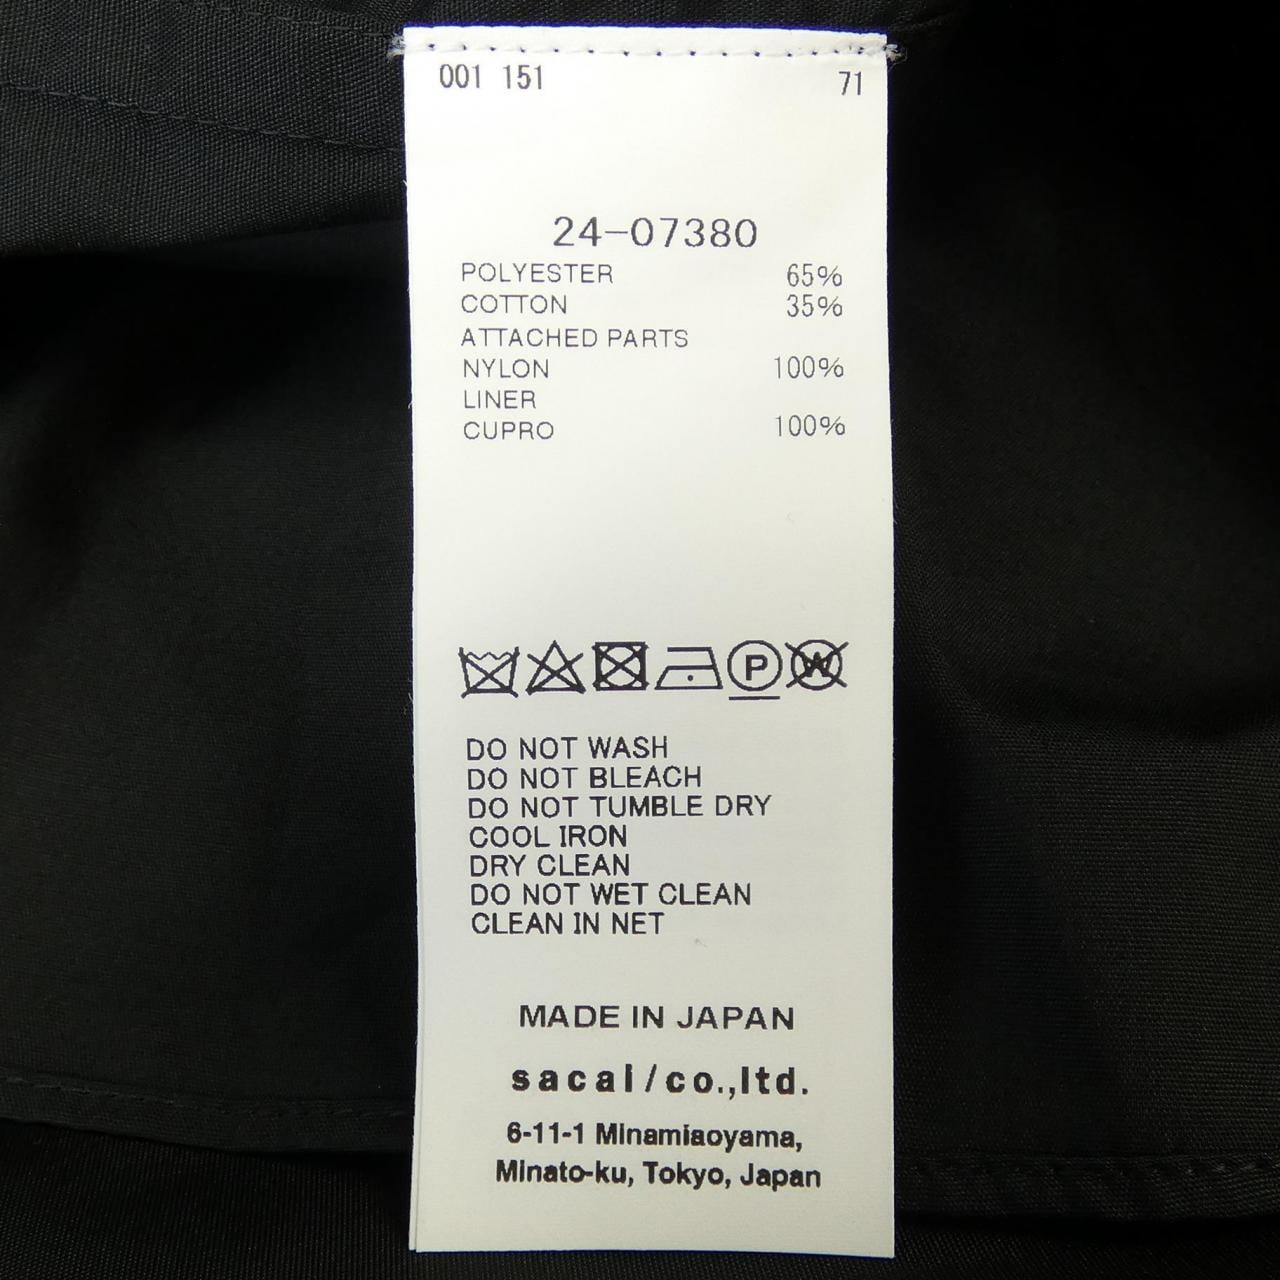 001 151 71
24-07380
POLYESTER 65%
COTTON 35%
ATTACHED PARTS
NYLON 100%
LINER
CUPRO 100%
P W
DO NOT WASH
DO NOT BLEACH
DO NOT TUMBLE DRY
COOL IRON
DRY CLEAN
DO NOT WET CLEAN
CLEAN IN NET
MADE IN JAPAN
sacai/co.,ltd.
6-11-1 Minamiaoyama,
Minato-ku, Tokyo, Japan